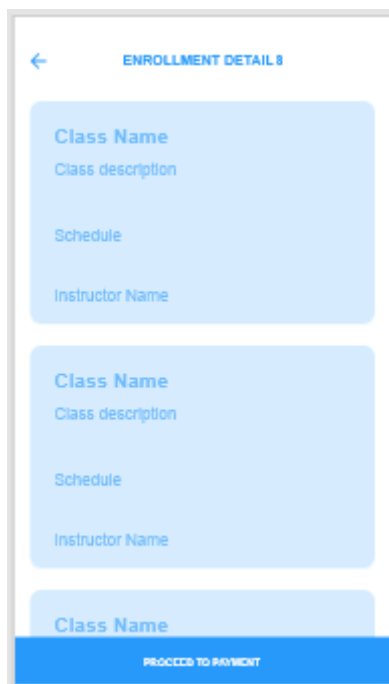 ENROLLMENT DETAIL 8
Class Name
Class description
Schedule
Instructor Name
Class Name
Class description
Schedule
Instructor Name
Class Name
PROCEED TO PAYMENT